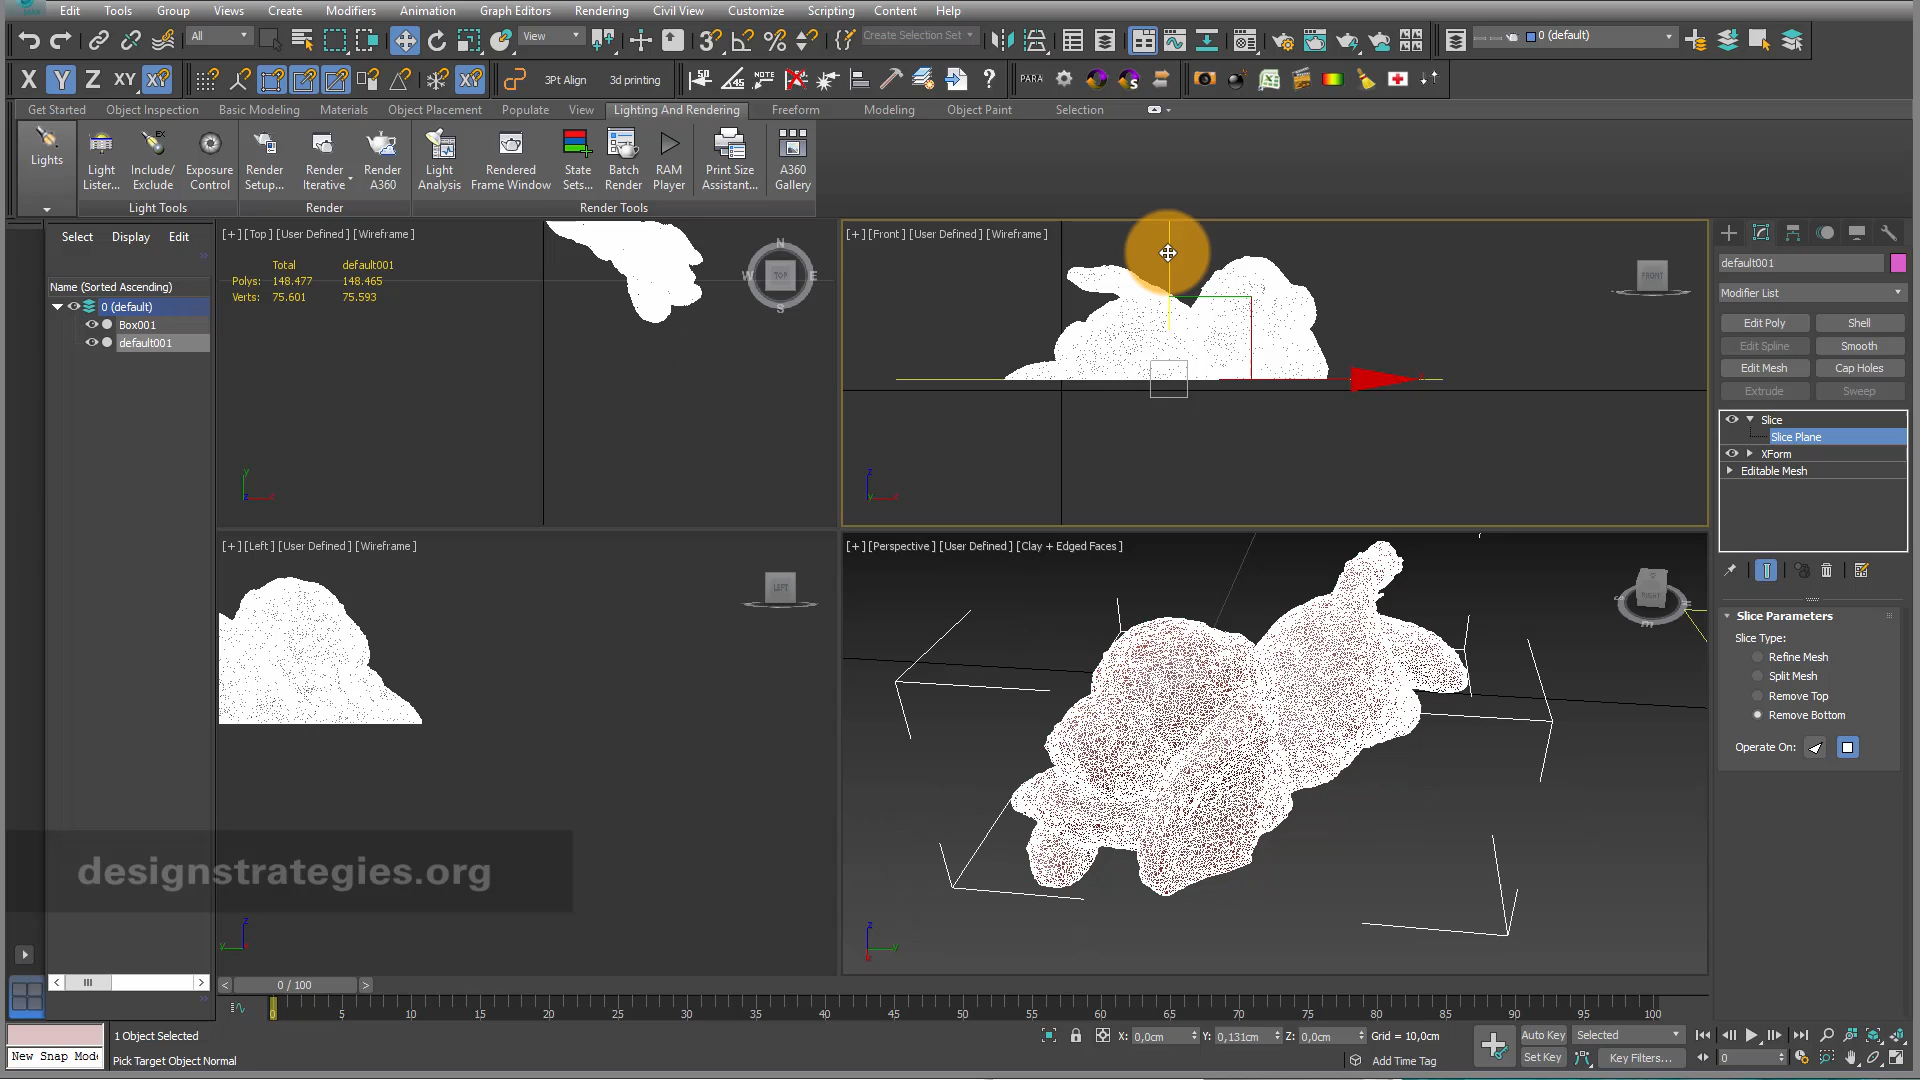 Edit Tools Group Views Create Modifiers Animation Graph Editors Rendering Civil View Customize Scripting Content Help
All View Create Selection Set 0 (default)
X Y Z XY XY 3Pt Align 3d printing NOTE PARA
Get Started Object Inspection Basic Modeling Materials Object Placement Populate View Lighting And Rendering Freeform Modeling Object Paint Selection
Lights
Light Lister...
Include/ Exclude
Exposure Control
Render Setup...
Render Iterative
Render A360
Light Analysis
Rendered Frame Window
State Sets...
Batch Render
RAM Player
Print Size Assistant...
A360 Gallery
Light Tools Render Render Tools
Select Display Edit
Name (Sorted Ascending)
0 (default)
Box001
default001
[+] [Top] [User Defined] [Wireframe]
Total default001
Polys: 148.477 148.465
Verts: 75.601 75.593
N
W TOP E
S
[+] [Front] [User Defined] [Wireframe]
FRONT
[+] [Left] [User Defined] [Wireframe]
LEFT
[+] [Perspective] [User Defined] [Clay + Edged Faces]
RIGHT
default001
Modifier List
Edit Poly Shell
Edit Spline Smooth
Edit Mesh Cap Holes
Extrude Sweep
Slice
Slice Plane
XForm
Editable Mesh
Slice Parameters
Slice Type:
Refine Mesh
Split Mesh
Remove Top
Remove Bottom
Operate On:
designstrategies.org
0 / 100
0 5 10 15 20 25 30 35 40 45 50 55 60 65 70 75 80 85 90 95 100
1 Object Selected X: 0,0cm Y: 0,131cm Z: 0,0cm Grid = 10,0cm Auto Key Selected
New Snap Mod Pick Target Object Normal Add Time Tag Set Key Key Filters... 0